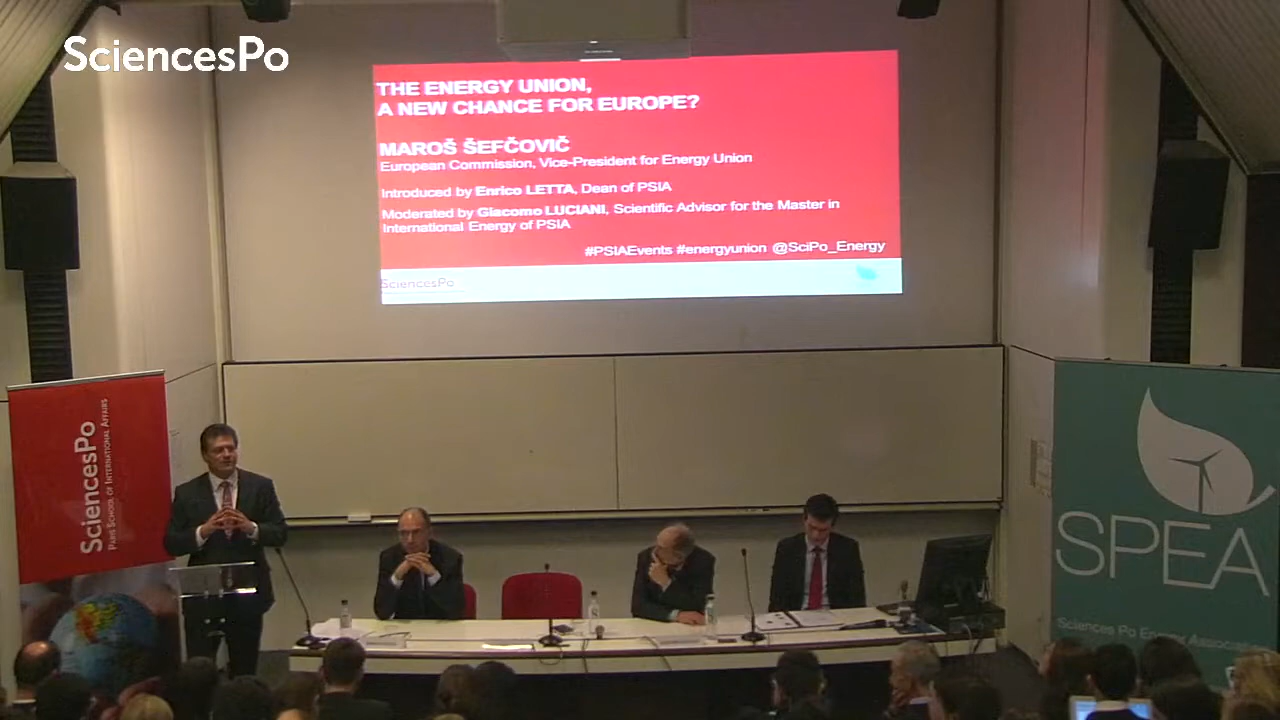 SciencesPo
THE ENERGY UNION,
A NEW CHANCE FOR EUROPE?
MAROŠ ŠEFČOVIČ
European Commission, Vice-President for Energy Union
Introduced by Enrico LETTA, Dean of PSIA
Moderated by Giacomo LUCIANI, Scientific Advisor for the Master in
International Energy of PSIA
#PSIAEvents #energyunion @SciPo_Energy
SciencesPo
SciencesPo
PARIS SCHOOL OF INTERNATIONAL AFFAIRS
SPEA
Sciences Po Energy